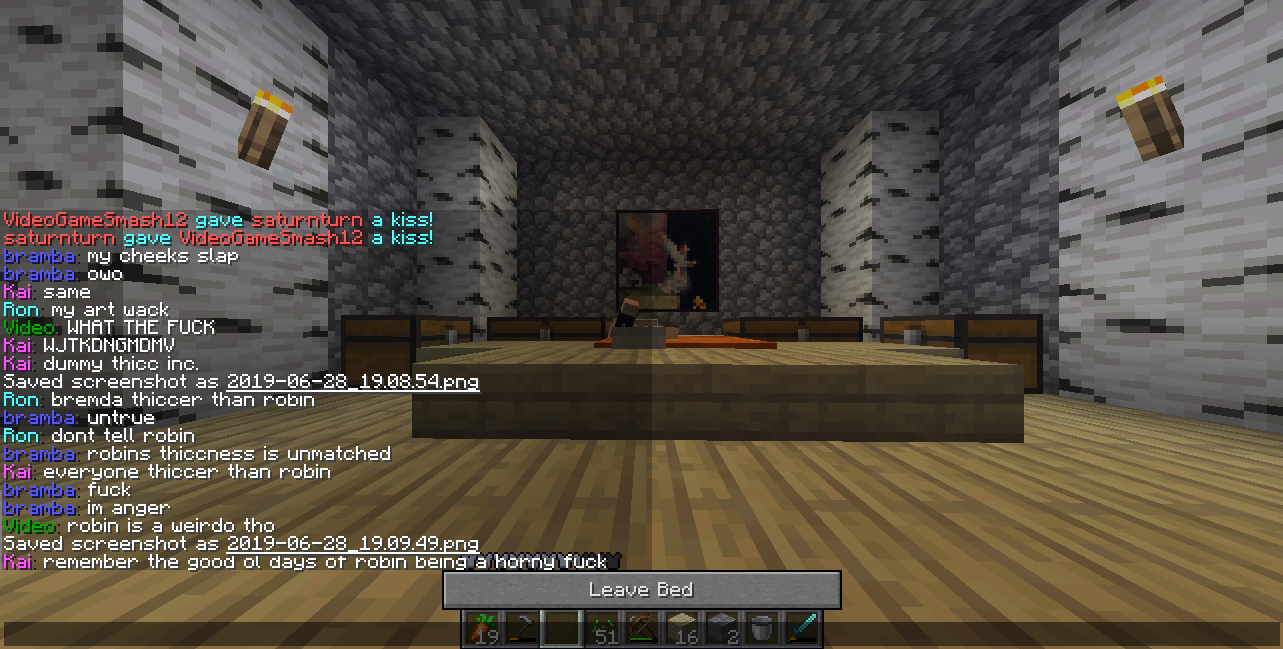 VideoGameSmash12 gave saturnturn a kiss!
saturnturn gave VideoGameSmash12 a kiss!
bramba: my cheeks slap
bramba: owo
Kai: same
Ron: my art wack
Video: WHAT THE FUCK
Kai: WJTKDNGMDMV
Kai: dummy thicc inc.
Saved screenshot as 2019-06-28_19.08.54.png
Ron: bremda thiccer than robin
bramba: untrue
Ron: dont tell robin
bramba: robins thiccness is unmatched
Kai: everyone thiccer than robin
bramba: fuck
bramba: im anger
Video: robin is a weirdo tho
Saved screenshot as 2019-06-28_19.09.49.png
Kai: remember the good ol days of robin being a horny fuck
Leave Bed
19 51 16 2